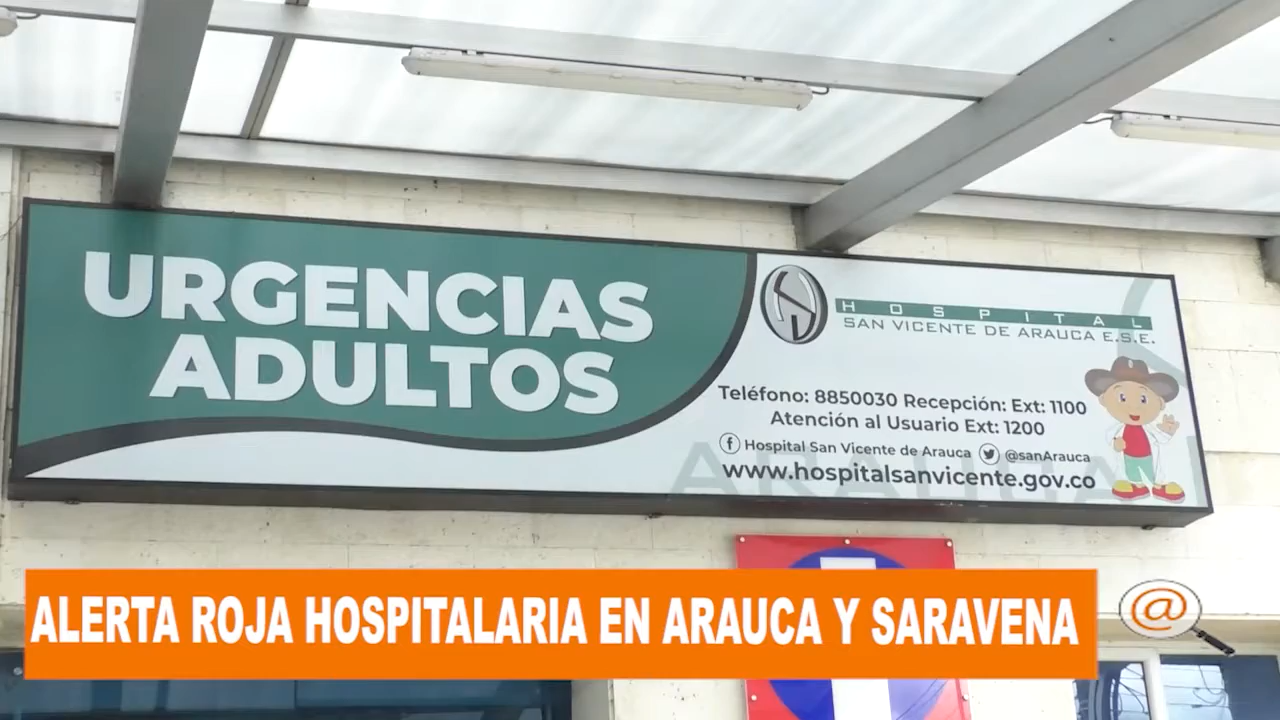 URGENCIAS
ADULTOS
HOSPITAL
SAN VICENTE DE ARAUCA E.S.E.
Teléfono: 8850030 Recepción: Ext: 1100
Atención al Usuario Ext: 1200
Hospital San Vicente de Arauca @sanArauca
www.hospitalsanvicente.gov.co
ARAUCA
ALERTA ROJA HOSPITALARIA EN ARAUCA Y SARAVENA
@